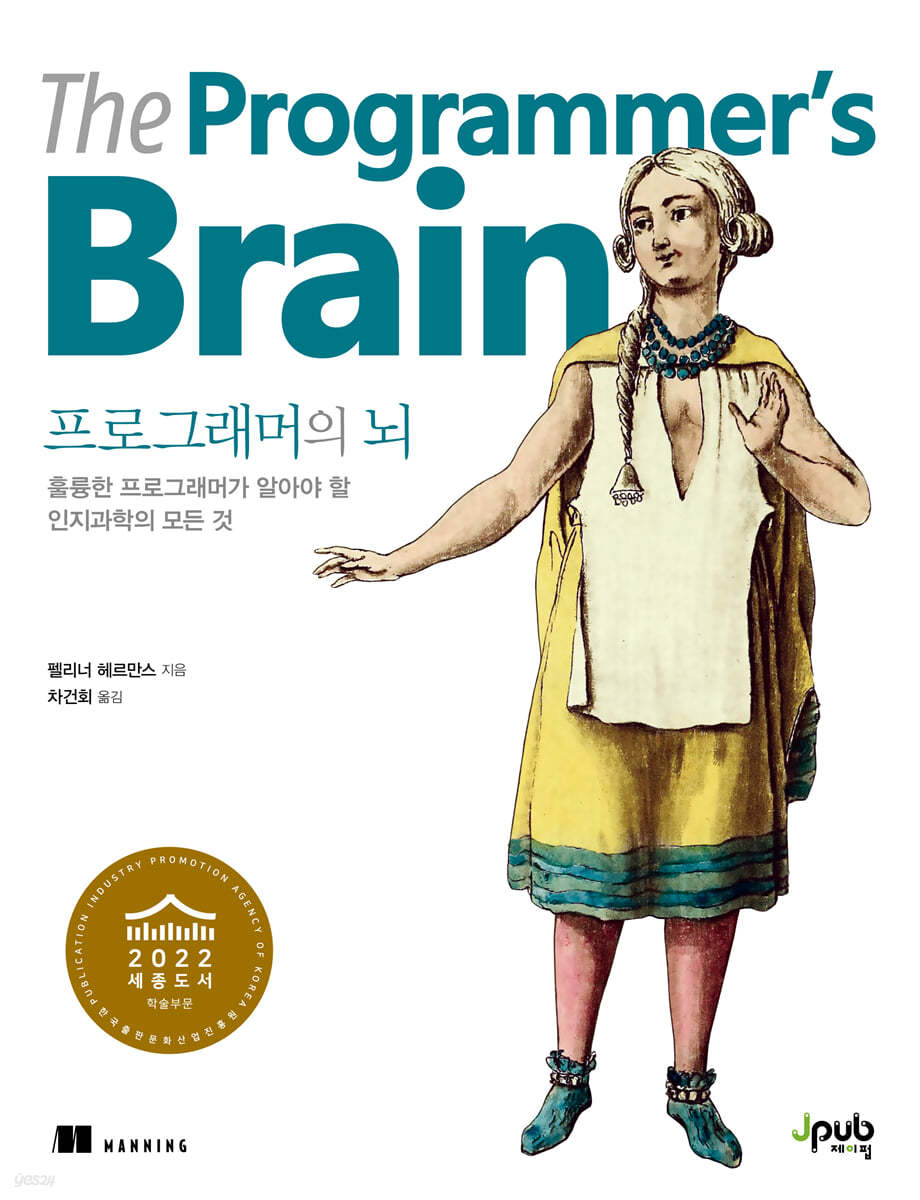 The Programmer's
Brain
프로그래머의 뇌
훌륭한 프로그래머가 알아야 할
인지과학의 모든 것
펠리너 헤르만스 지음
차건회 옮김
PUBLICATION INDUSTRY PROMOTION AGENCY OF KOREA
2022
세종도서
학술부문
한국출판문화산업진흥원
MANNING
Jpub
제이펍
yes24